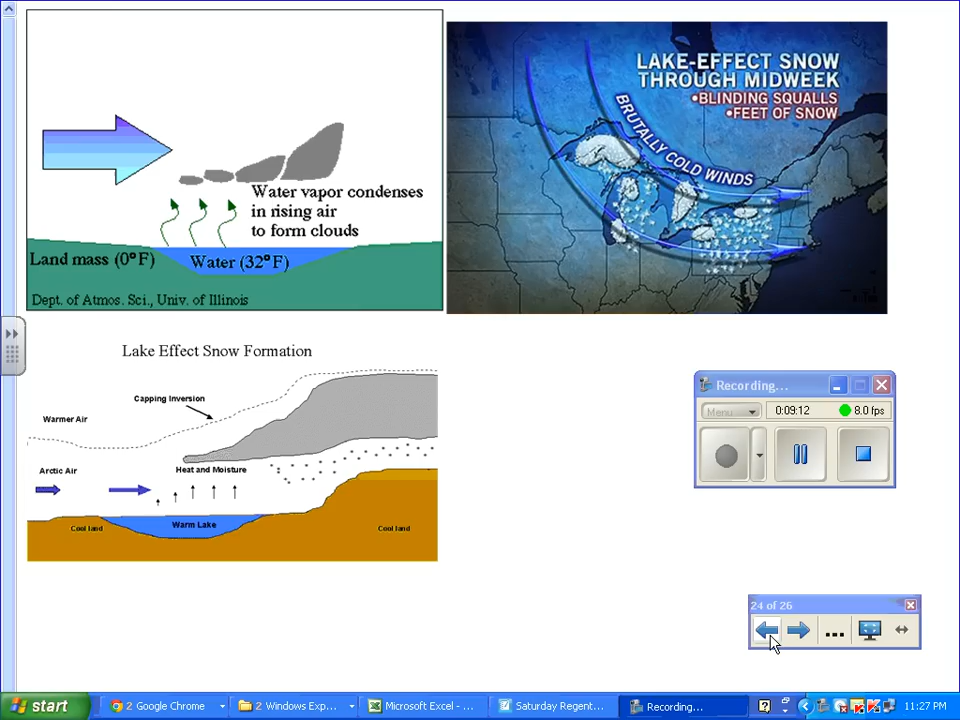 Water vapor condenses
in rising air
to form clouds
Land mass (0°F)
Water (32°F)
Dept. of Atmos. Sci., Univ. of Illinois
LAKE-EFFECT SNOW
THROUGH MIDWEEK
•BLINDING SQUALLS
•FEET OF SNOW
BRUTALLY COLD WINDS
Lake Effect Snow Formation
Capping Inversion
Warmer Air
Arctic Air
Heat and Moisture
Warm Lake
Cool land
Cool land
Recording...
Menu
0:09:12
8.0 fps
24 of 26
start
2 Google Chrome
2 Windows Exp...
Microsoft Excel - ...
Saturday Regent...
Recording...
11:27 PM